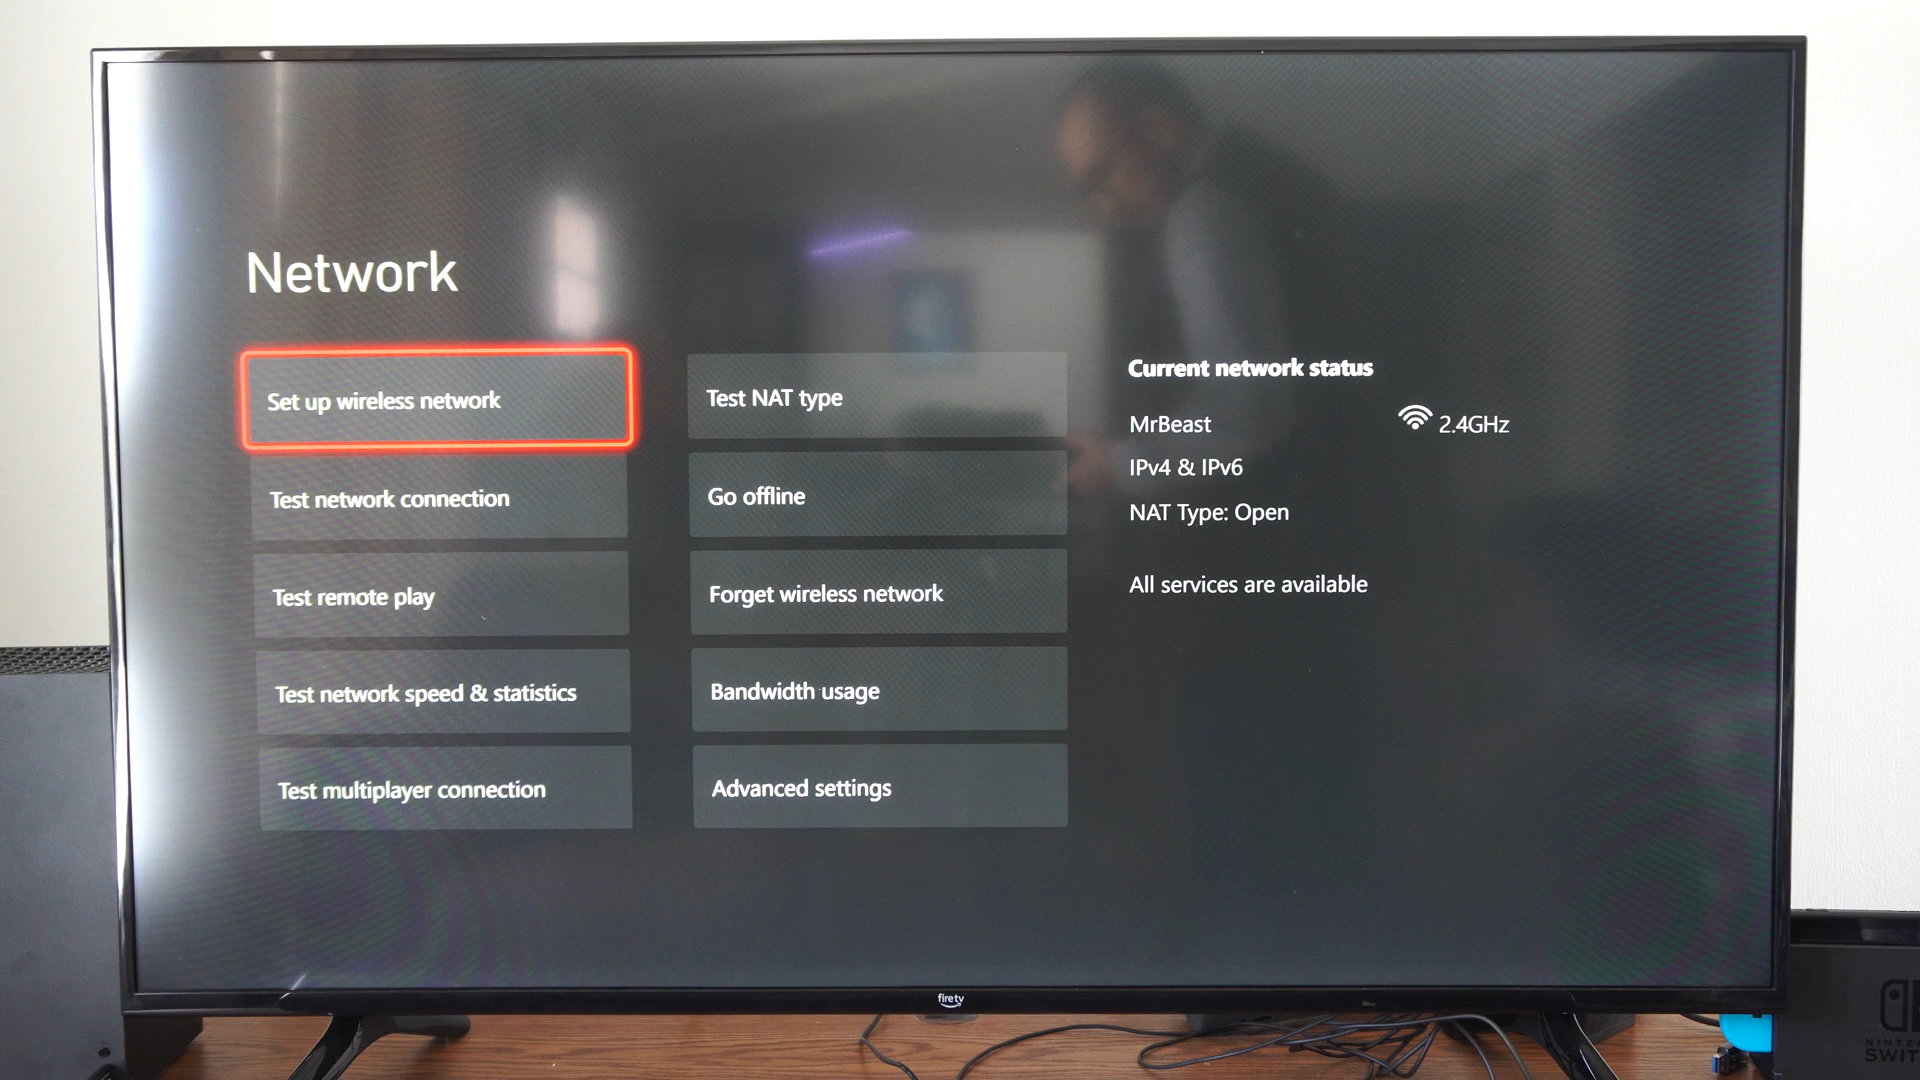 Network
Set up wireless network
Test network connection
Test remote play
Test network speed & statistics
Test multiplayer connection
Test NAT type
Go offline
Forget wireless network
Bandwidth usage
Advanced settings
Current network status
MrBeast 2.4GHz
IPv4 & IPv6
NAT Type: Open
All services are available
fire tv